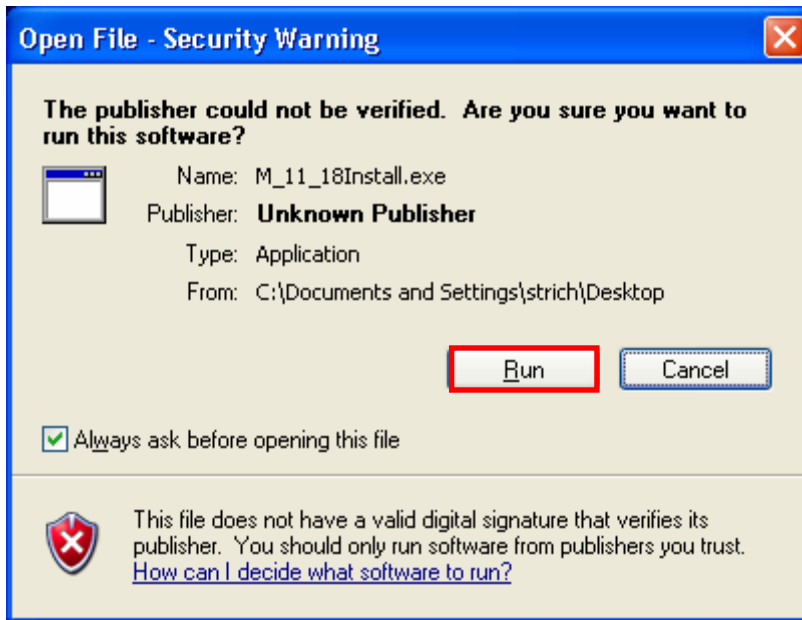 Open File - Security Warning
The publisher could not be verified. Are you sure you want to
run this software?
Name: M_11_18Install.exe
Publisher: Unknown Publisher
Type: Application
From: C:\Documents and Settings\strich\Desktop
Run Cancel
Always ask before opening this file
This file does not have a valid digital signature that verifies its
publisher. You should only run software from publishers you trust.
How can I decide what software to run?